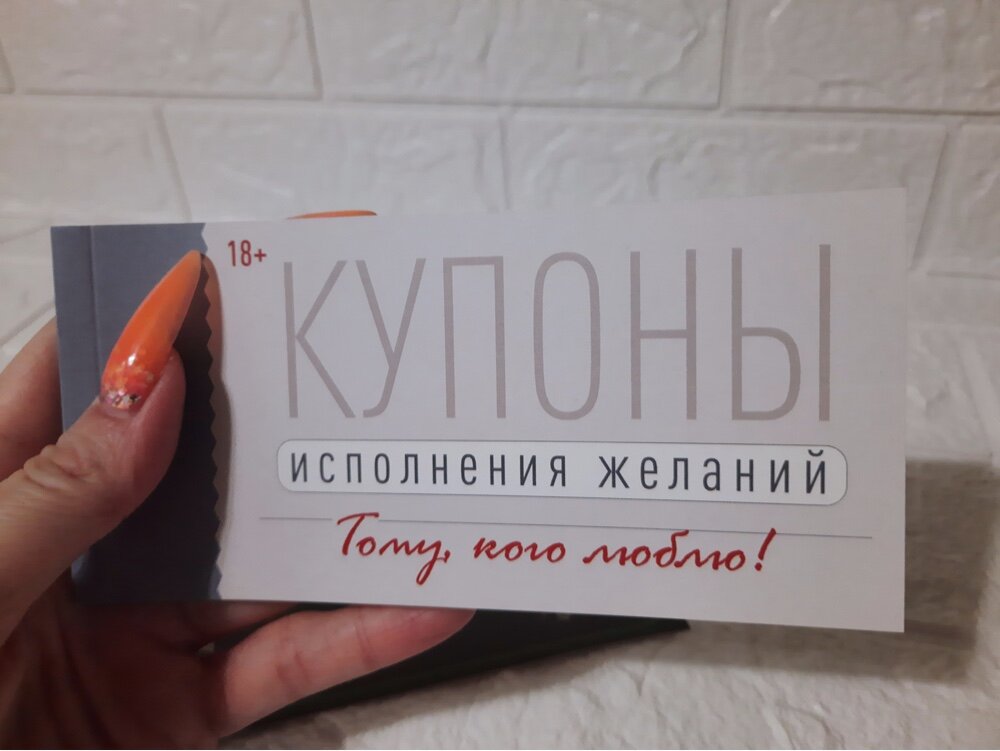 18+
КУПОНЫ
ИСПОЛНЕНИЯ ЖЕЛАНИЙ
Тому, кого люблю!